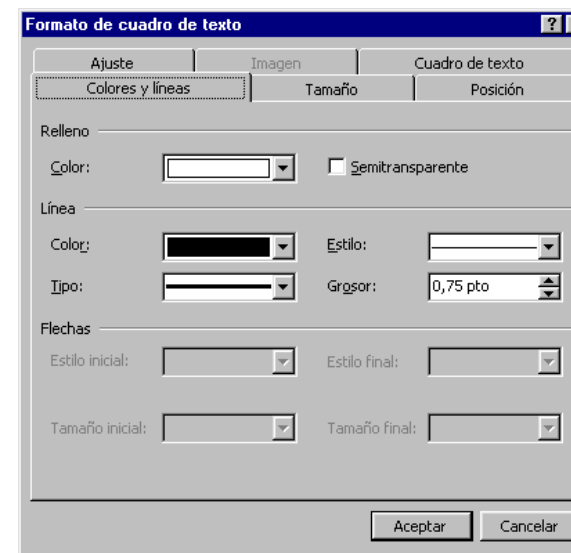 Formato de cuadro de texto ?
Ajuste Imagen Cuadro de texto
Colores y líneas Tamaño Posición
Relleno
Color: Semitransparente
Línea
Color: Estilo:
Tipo: Grosor: 0,75 pto
Flechas
Estilo inicial: Estilo final:
Tamaño inicial: Tamaño final:
Aceptar Cancelar